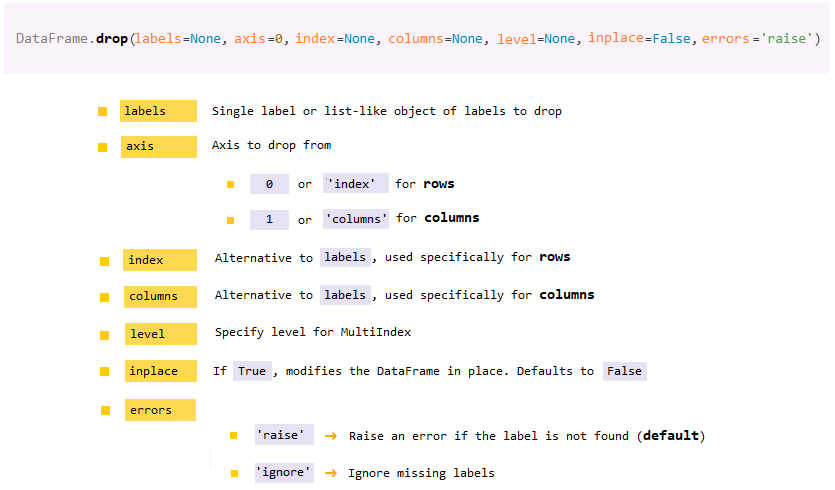 DataFrame.drop(labels=None, axis=0, index=None, columns=None, level=None, inplace=False, errors='raise')
labels Single label or list-like object of labels to drop
axis Axis to drop from
0 or 'index' for rows
1 or 'columns' for columns
index Alternative to labels, used specifically for rows
columns Alternative to labels, used specifically for columns
level Specify level for MultiIndex
inplace If True, modifies the DataFrame in place. Defaults to False
errors
'raise' → Raise an error if the label is not found (default)
'ignore' → Ignore missing labels